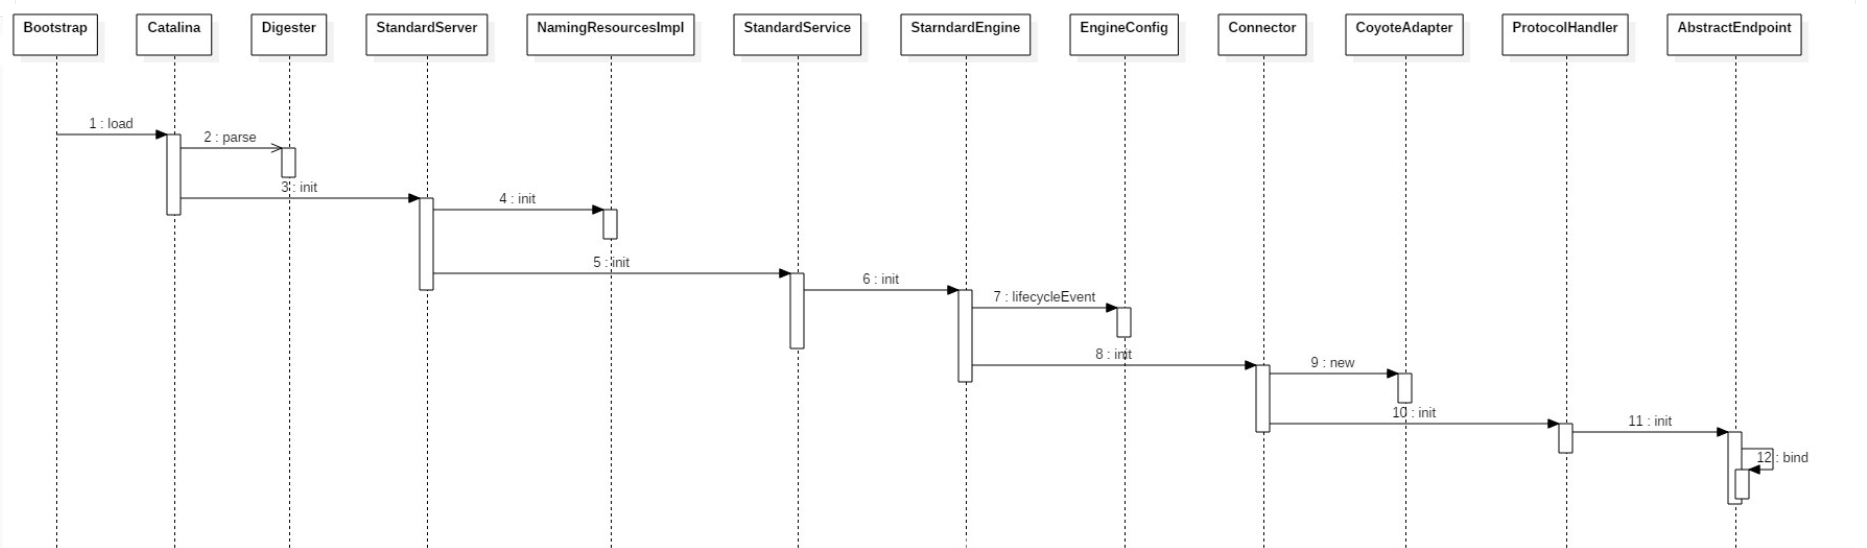 Bootstrap
Catalina
Digester
StandardServer
NamingResourcesImpl
StandardService
StarndardEngine
EngineConfig
Connector
CoyoteAdapter
ProtocolHandler
AbstractEndpoint
1 : load
2 : parse
3 : init
4 : init
5 : init
6 : init
7 : lifecycleEvent
8 : init
9 : new
10 : init
11 : init
12 : bind